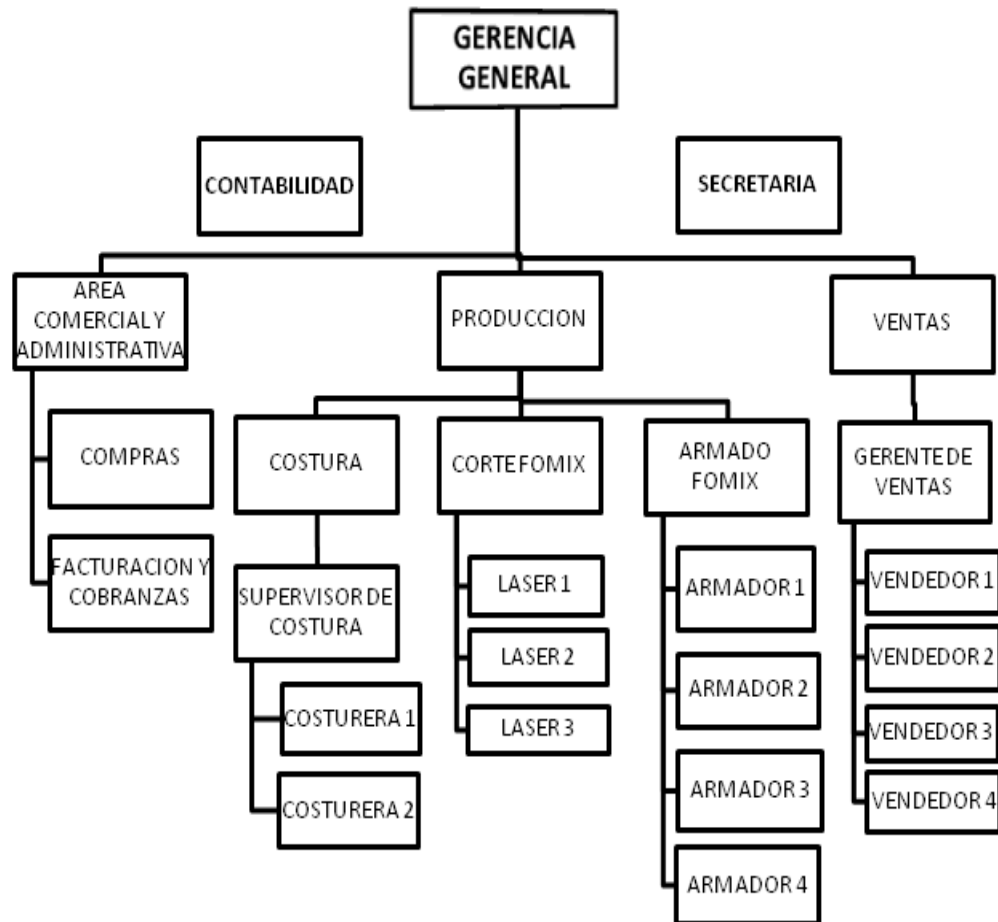 GERENCIA
GENERAL
CONTABILIDAD
SECRETARIA
AREA
COMERCIAL Y
ADMINISTRATIVA
PRODUCCION
VENTAS
COMPRAS
FACTURACION Y
COBRANZAS
COSTURA
SUPERVISOR DE
COSTURA
COSTURERA 1
COSTURERA 2
CORTE FOMIX
LASER 1
LASER 2
LASER 3
ARMADO
FOMIX
ARMADOR 1
ARMADOR 2
ARMADOR 3
ARMADOR 4
GERENTE DE
VENTAS
VENDEDOR 1
VENDEDOR 2
VENDEDOR 3
VENDEDOR 4